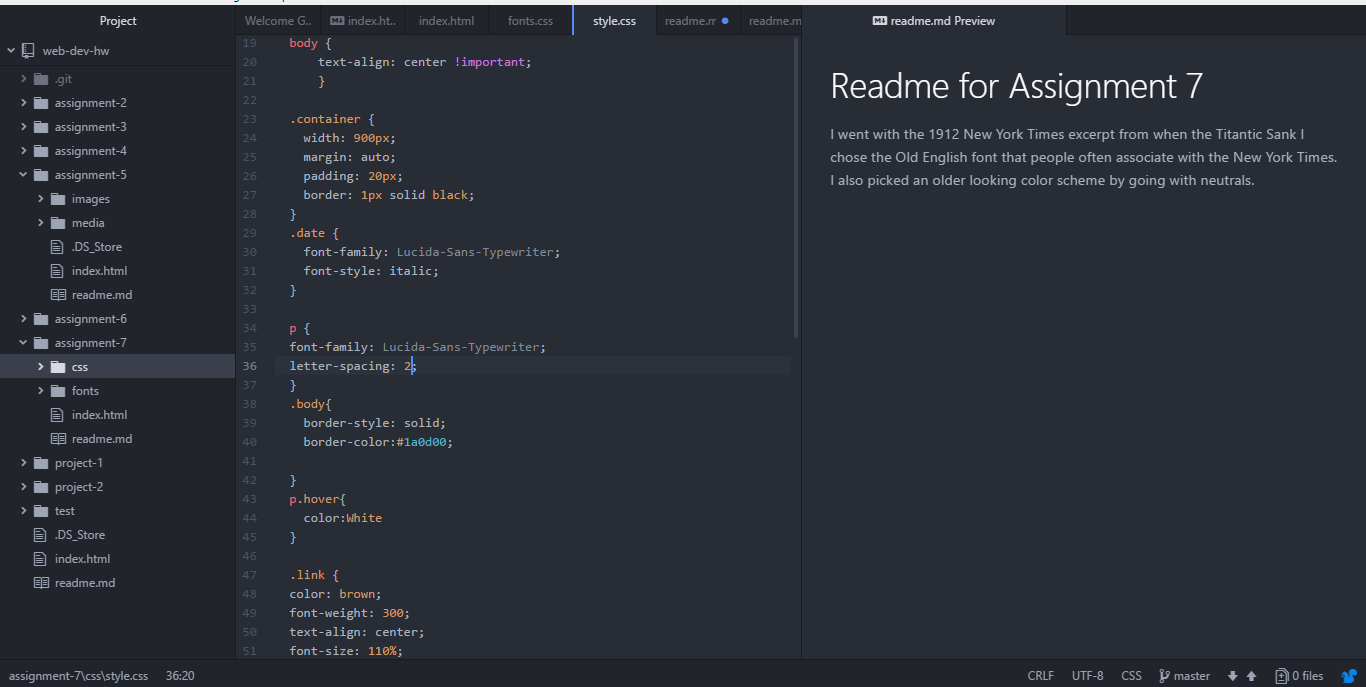 Project
web-dev-hw
.git
assignment-2
assignment-3
assignment-4
assignment-5
images
media
.DS_Store
index.html
readme.md
assignment-6
assignment-7
css
fonts
index.html
readme.md
project-1
project-2
test
.DS_Store
index.html
readme.md
Welcome G.. index.ht.. index.html fonts.css style.css readme.m readme.m
19 body {
20 text-align: center !important;
21 }
22
23 .container {
24 width: 900px;
25 margin: auto;
26 padding: 20px;
27 border: 1px solid black;
28 }
29 .date {
30 font-family: Lucida-Sans-Typewriter;
31 font-style: italic;
32 }
33
34 p {
35 font-family: Lucida-Sans-Typewriter;
36 letter-spacing: 2;
37 }
38 .body{
39 border-style: solid;
40 border-color:#1a0d00;
41
42 }
43 p.hover{
44 color:White
45 }
46
47 .link {
48 color: brown;
49 font-weight: 300;
50 text-align: center;
51 font-size: 110%;
readme.md Preview
Readme for Assignment 7
I went with the 1912 New York Times excerpt from when the Titantic Sank I
chose the Old English font that people often associate with the New York Times.
I also picked an older looking color scheme by going with neutrals.
assignment-7\css\style.css 36:20 CRLF UTF-8 CSS master 0 files